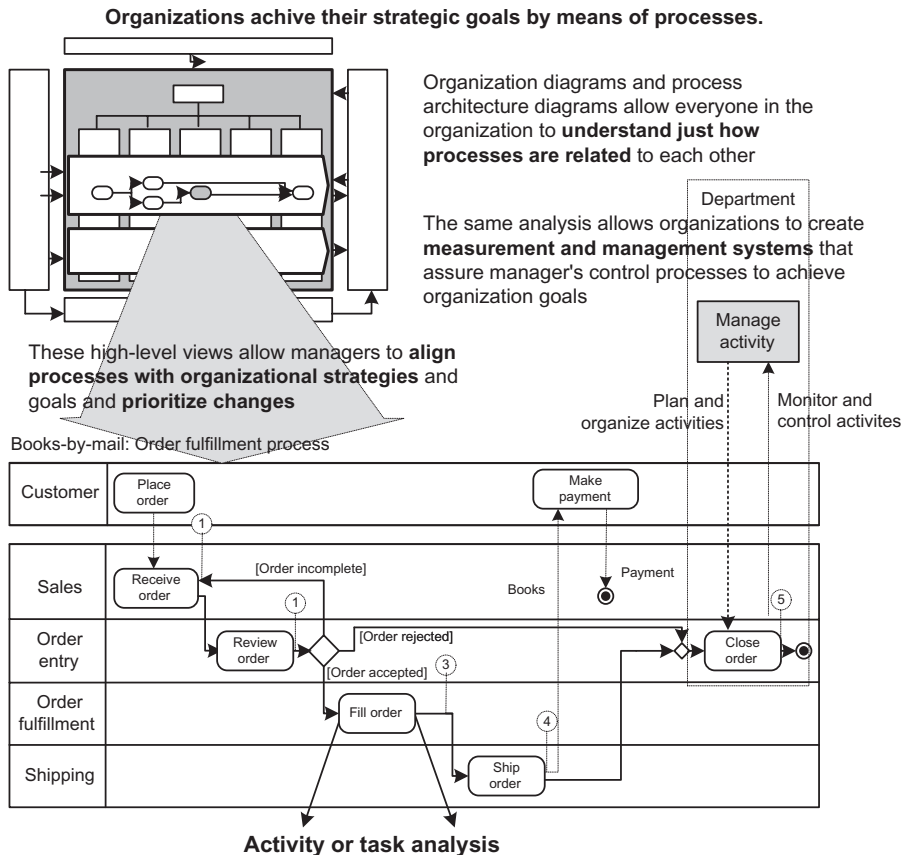 Organizations achive their strategic goals by means of processes.
Organization diagrams and process
architecture diagrams allow everyone in the
organization to understand just how
processes are related to each other
Department
The same analysis allows organizations to create
measurement and management systems that
assure manager's control processes to achieve
organization goals
Manage
activity
These high-level views allow managers to align
processes with organizational strategies and
goals and prioritize changes
Plan and
organize activities
Monitor and
control activites
Books-by-mail: Order fulfillment process
Customer
Place
order
Make
payment
1
Sales
Receive
order
[Order incomplete]
Books
Payment
1
5
Order
entry
Review
order
[Order rejected]
Close
order
[Order accepted]
3
Order
fulfillment
Fill order
4
Shipping
Ship
order
Activity or task analysis